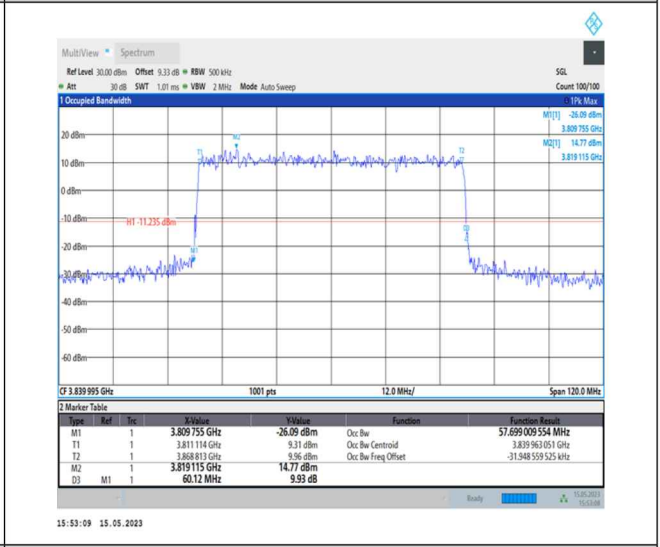 MultiView Spectrum
Ref Level 30.00 dBm Offset 9.33 dB RBW 500 kHz SGL
Att 30 dB SWT 1.01 ms VBW 2 MHz Mode Auto Sweep Count 100/100
1 Occupied Bandwidth 1Pk Max
M1[1] -26.09 dBm
3.809 755 GHz
M2[1] 14.77 dBm
3.819 115 GHz
20 dBm
M2
T1
T2
10 dBm
0 dBm
-10 dBm
H1 -11.235 dBm
D3
-20 dBm
M1
-30 dBm
-40 dBm
-50 dBm
-60 dBm
CF 3.839 995 GHz 1001 pts 12.0 MHz/ Span 120.0 MHz
2 Marker Table
Type Ref Trc X-Value Y-Value Function Function Result
M1 1 3.809 755 GHz -26.09 dBm Occ Bw 57.699 009 554 MHz
T1 1 3.811 114 GHz 9.31 dBm Occ Bw Centroid 3.839 963 051 GHz
T2 1 3.868 813 GHz 9.96 dBm Occ Bw Freq Offset -31.948 559 525 kHz
M2 1 3.819 115 GHz 14.77 dBm
D3 M1 1 60.12 MHz 9.93 dB
Ready 15.05.2023
15:53:08
15:53:09 15.05.2023